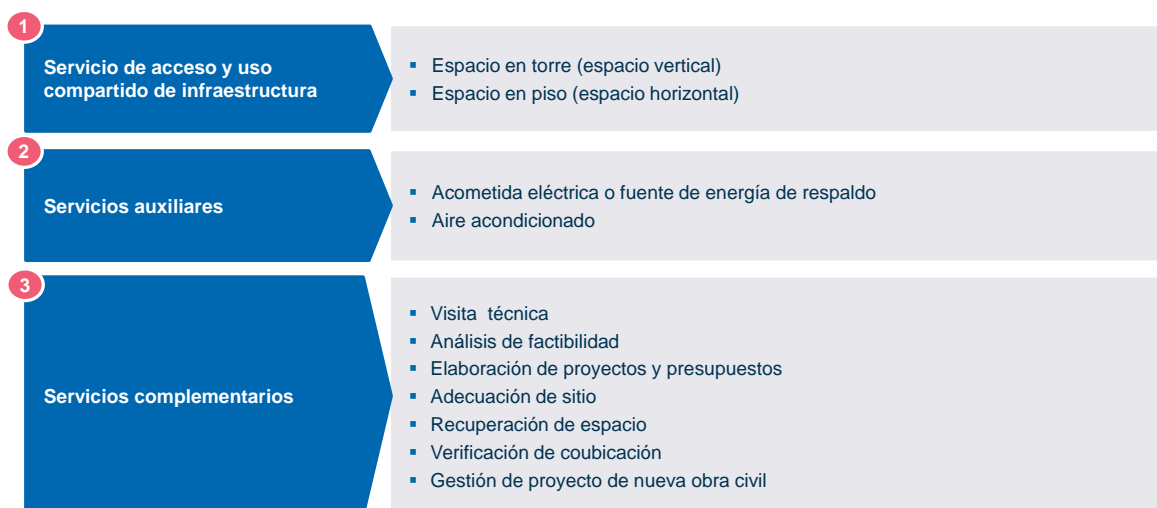 1
Servicio de acceso y uso
compartido de infraestructura
▪ Espacio en torre (espacio vertical)
▪ Espacio en piso (espacio horizontal)
2
Servicios auxiliares
▪ Acometida eléctrica o fuente de energía de respaldo
▪ Aire acondicionado
3
Servicios complementarios
▪ Visita técnica
▪ Análisis de factibilidad
▪ Elaboración de proyectos y presupuestos
▪ Adecuación de sitio
▪ Recuperación de espacio
▪ Verificación de coubicación
▪ Gestión de proyecto de nueva obra civil